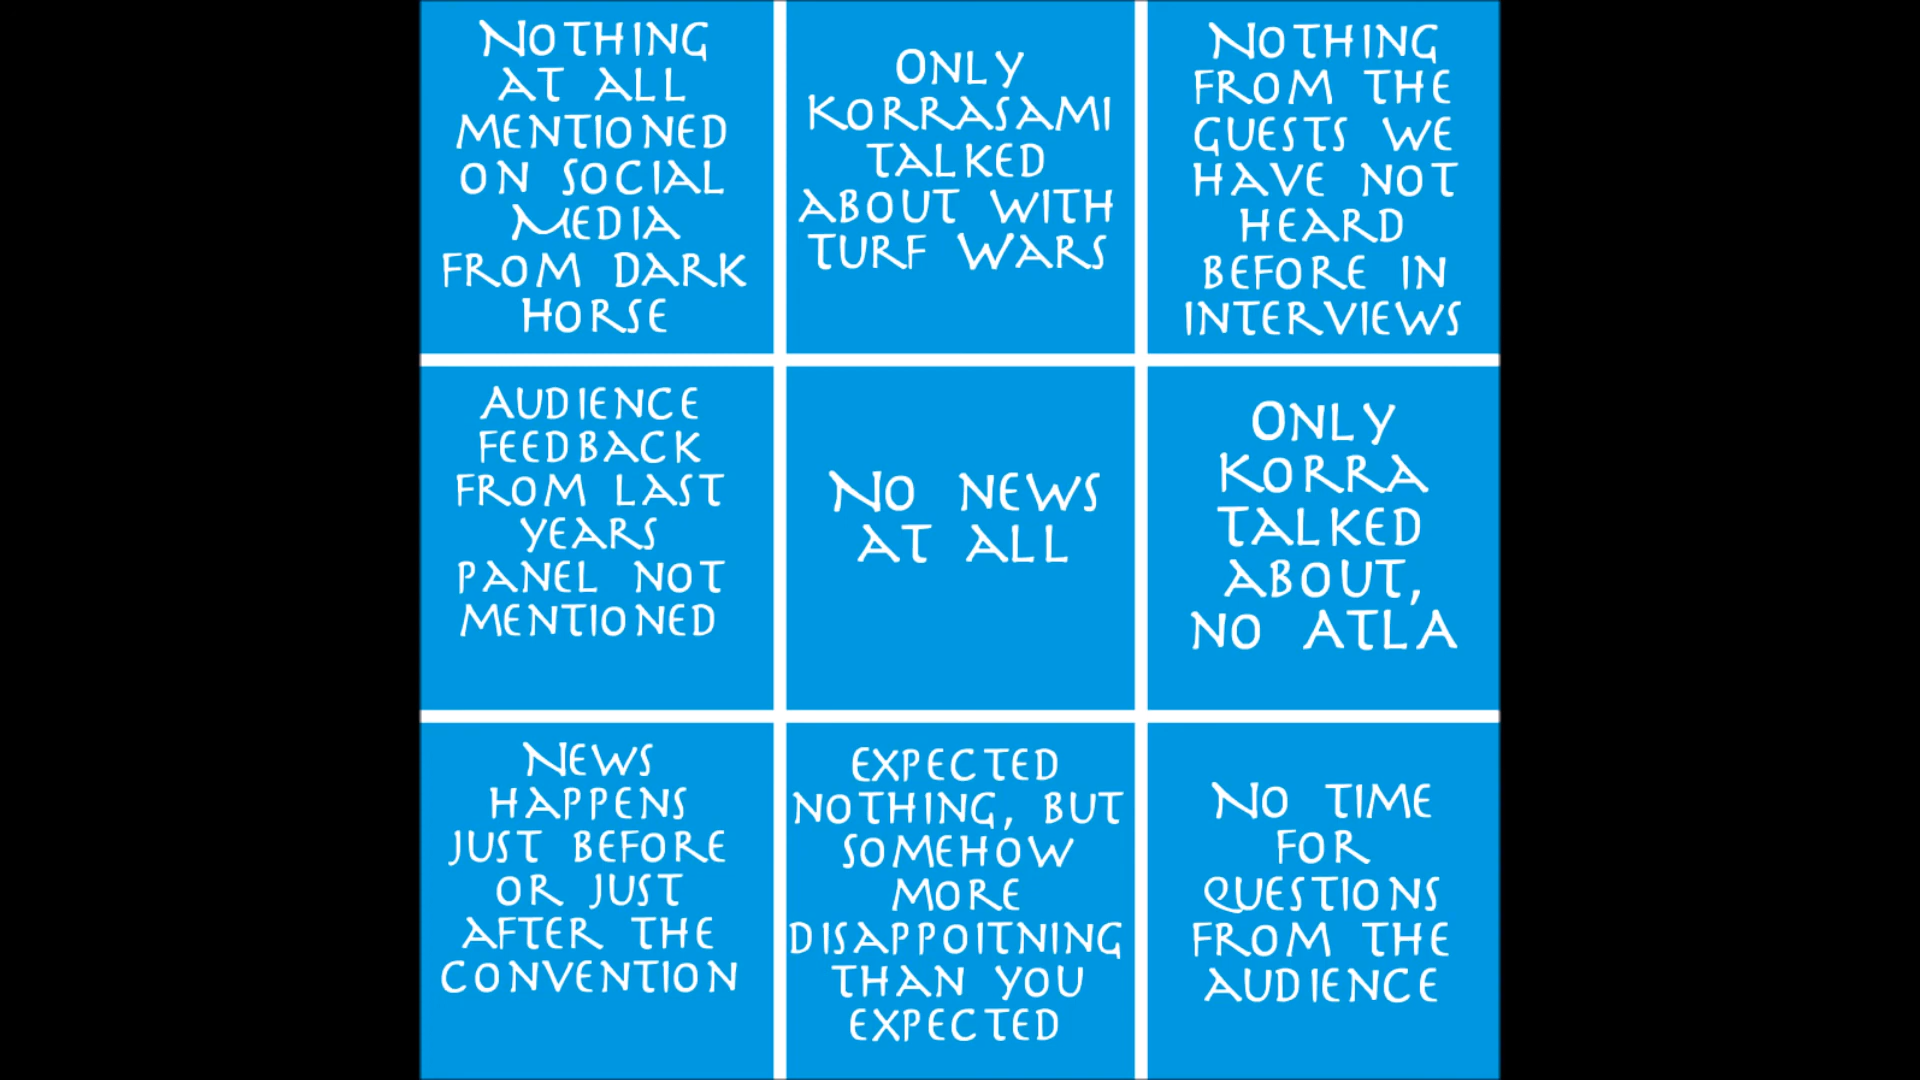 Nothing
at all
mentioned
on Social
Media
from Dark
Horse
Only
Korrasami
talked
about with
Turf Wars
Nothing
from the
guests we
have not
heard
before in
interviews
Audience
feedback
from last
years
panel not
mentioned
No news
at all
Only
Korra
talked
about,
no ATLA
News
happens
just before
or just
after the
convention
Expected
nothing, but
somehow
more
disappoitning
than you
expected
No time
for
questions
from the
audience